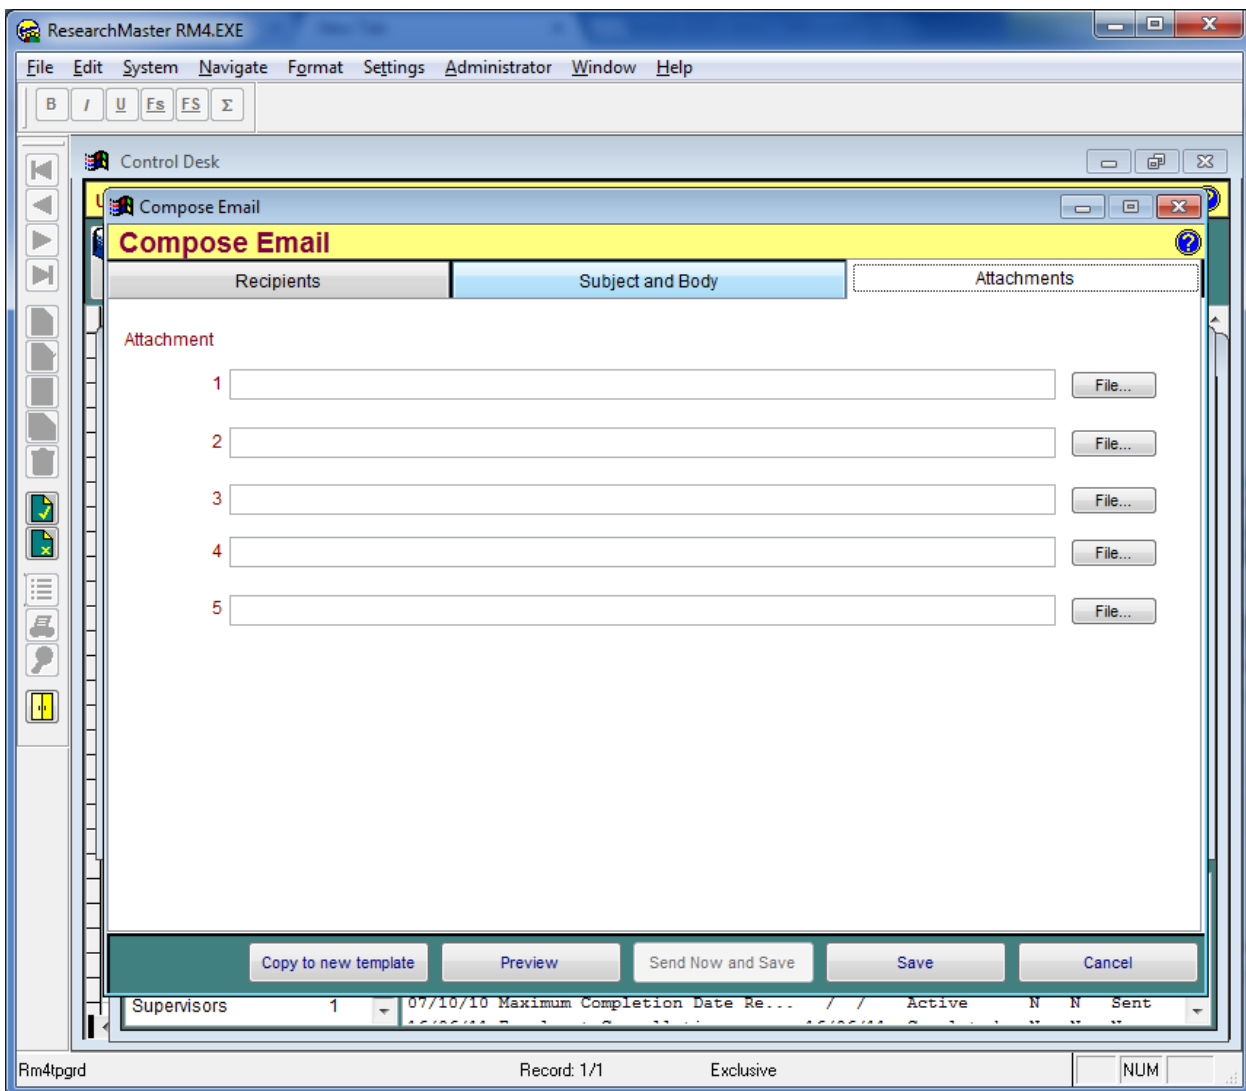 ResearchMaster RM4.EXE
File Edit System Navigate Format Settings Administrator Window Help
B I U Fs FS Σ
Control Desk
Compose Email
Compose Email
Recipients Subject and Body Attachments
Attachment
1 File...
2 File...
3 File...
4 File...
5 File...
Copy to new template Preview Send Now and Save Save Cancel
Supervisors 1 07/10/10 Maximum Completion Date Re... / / Active N N Sent
Rm4tpgrd Record: 1/1 Exclusive NUM